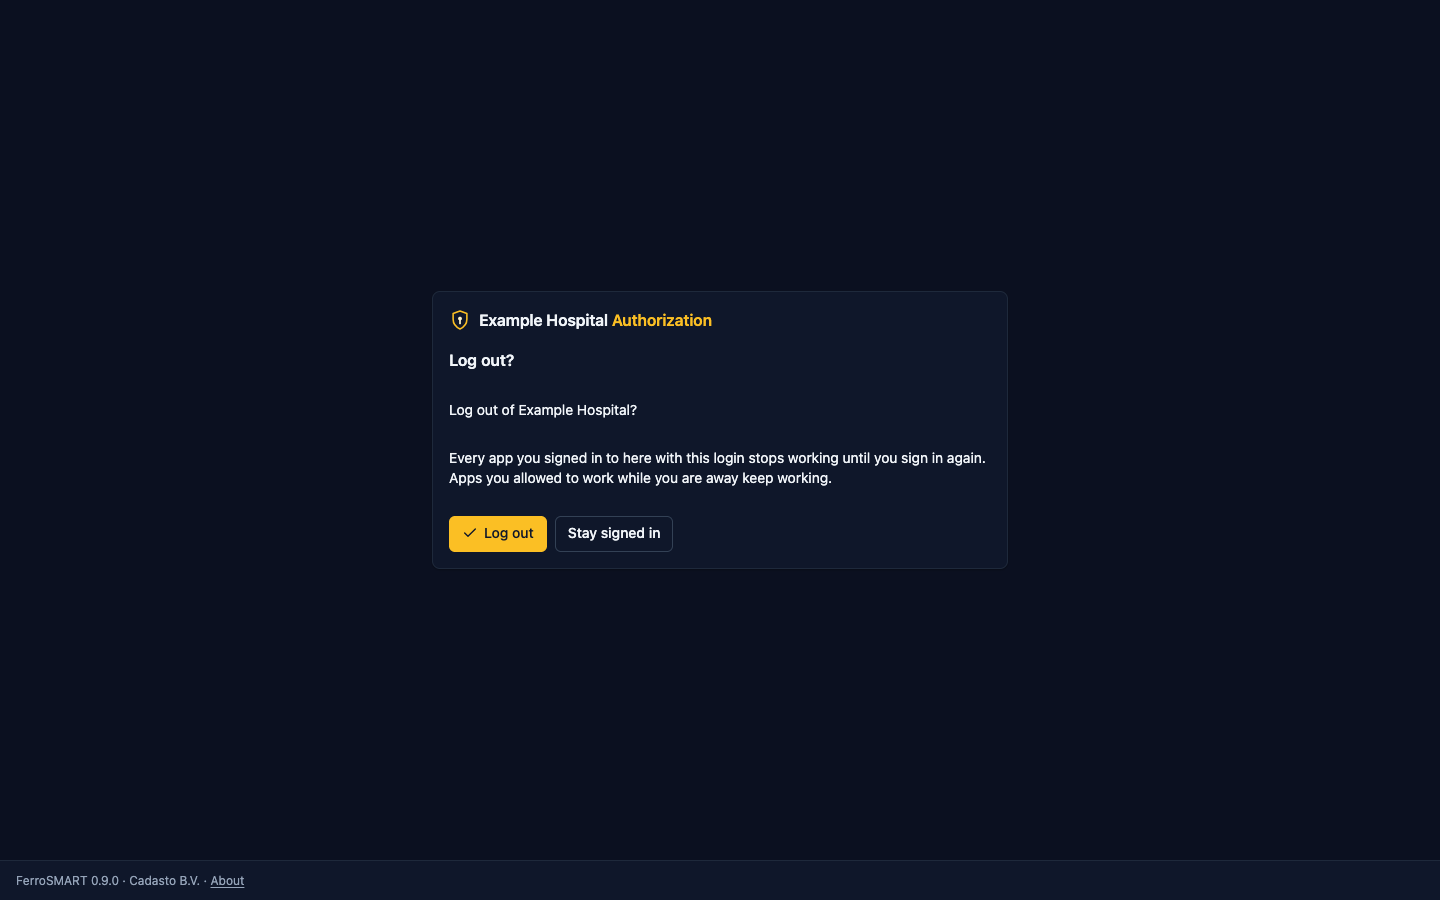 Example Hospital Authorization
Log out?
Log out of Example Hospital?
Every app you signed in to here with this login stops working until you sign in again.
Apps you allowed to work while you are away keep working.
Log out
Stay signed in
FerroSMART 0.9.0 · Cadasto B.V. · About